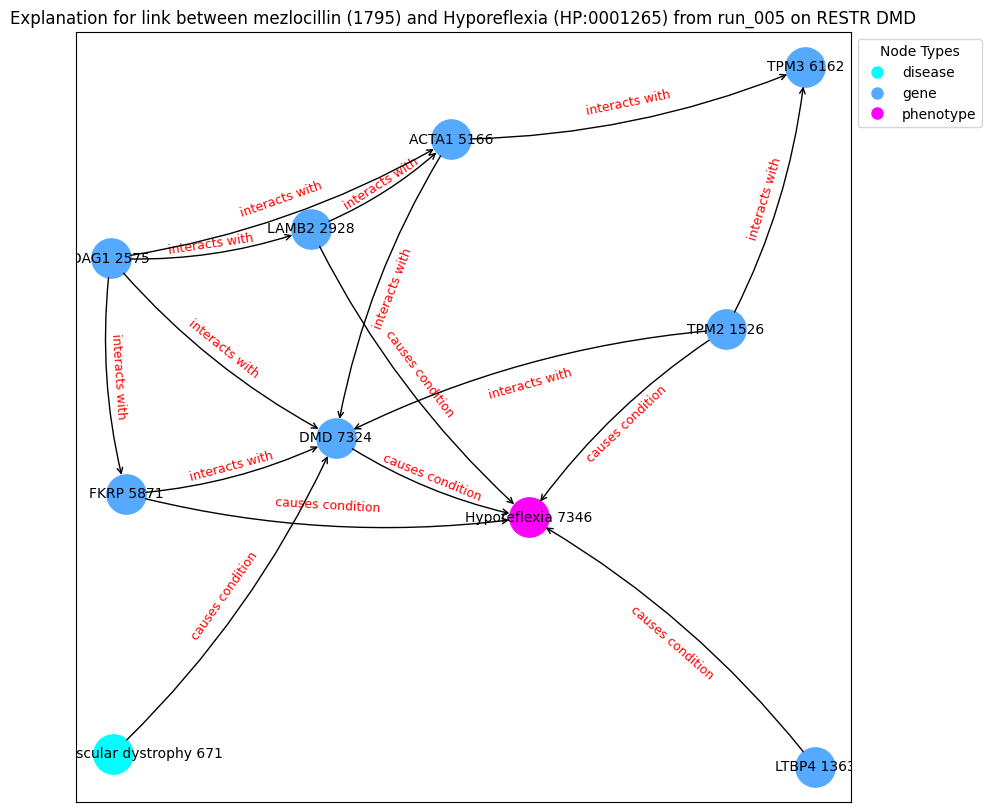 Explanation for link between mezlocillin (1795) and Hyporeflexia (HP:0001265) from run_005 on RESTR DMD
Node Types
disease
gene
phenotype
TPM3 6162
interacts with
ACTA1 5166
interacts with
interacts with
LAMB2 2928
interacts with
DAG1 2575
interacts with
interacts with
TPM2 1526
interacts with
interacts with
causes condition
interacts with
causes condition
DMD 7324
interacts with
causes condition
FKRP 5871
causes condition
Hyporeflexia 7346
causes condition
causes condition
scular dystrophy 671
LTBP4 1363